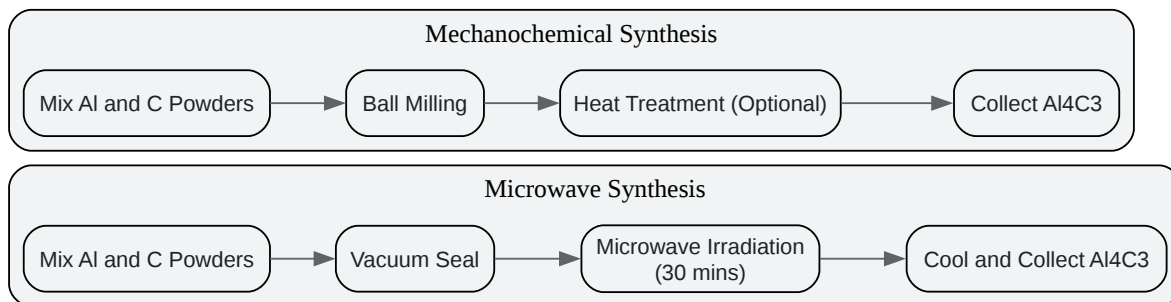 Mechanochemical Synthesis
Mix Al and C Powders
Ball Milling
Heat Treatment (Optional)
Collect Al4C3
Microwave Synthesis
Mix Al and C Powders
Vacuum Seal
Microwave Irradiation
(30 mins)
Cool and Collect Al4C3